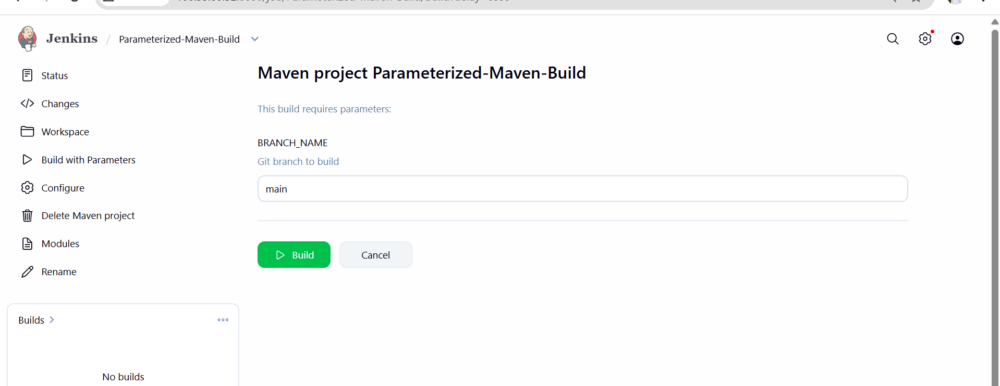 Jenkins / Parameterized-Maven-Build
Status
Changes
Workspace
Build with Parameters
Configure
Delete Maven project
Modules
Rename
Builds
No builds
Maven project Parameterized-Maven-Build
This build requires parameters:
BRANCH_NAME
Git branch to build
main
Build
Cancel